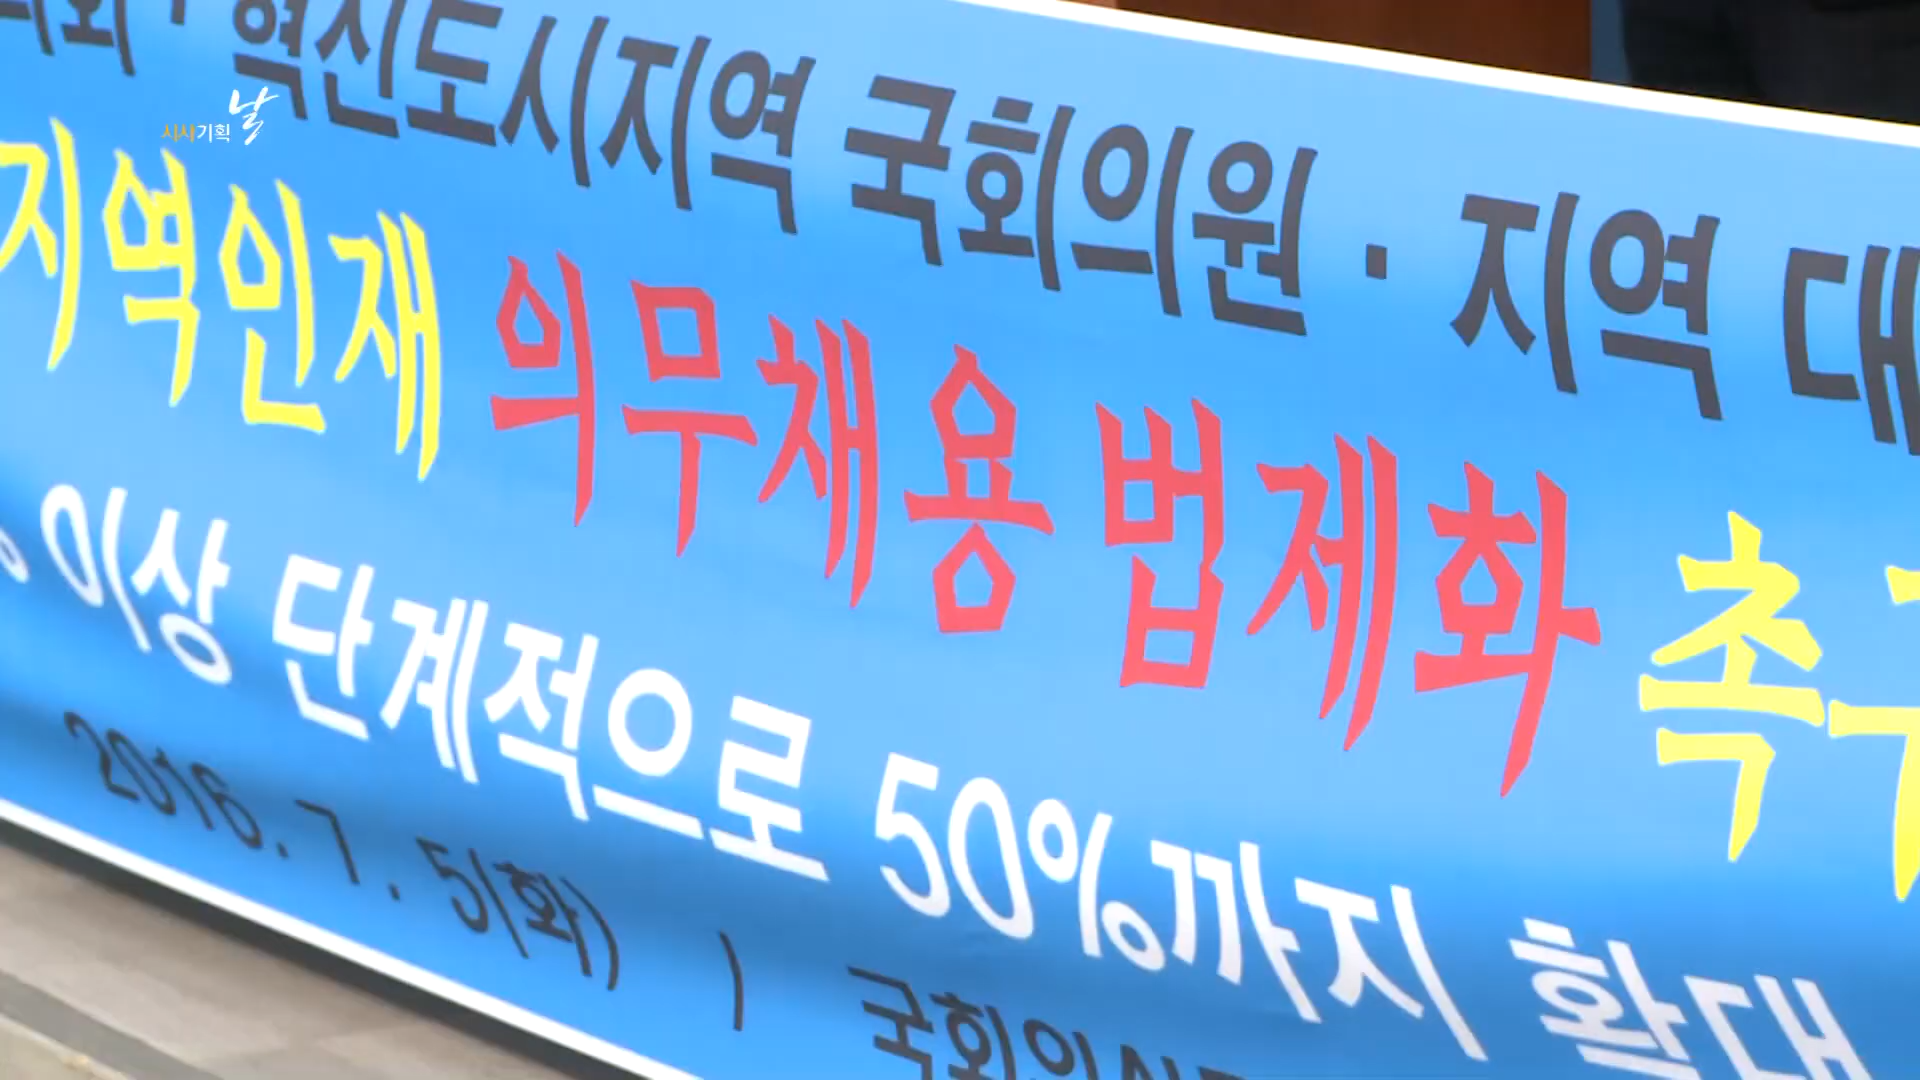 혁신도시지역 국회의원 · 지역
시사기획 날
지역인재 의무채용 법제화
이상 단계적으로 50%까지 확대
2016. 7. 5(화) |